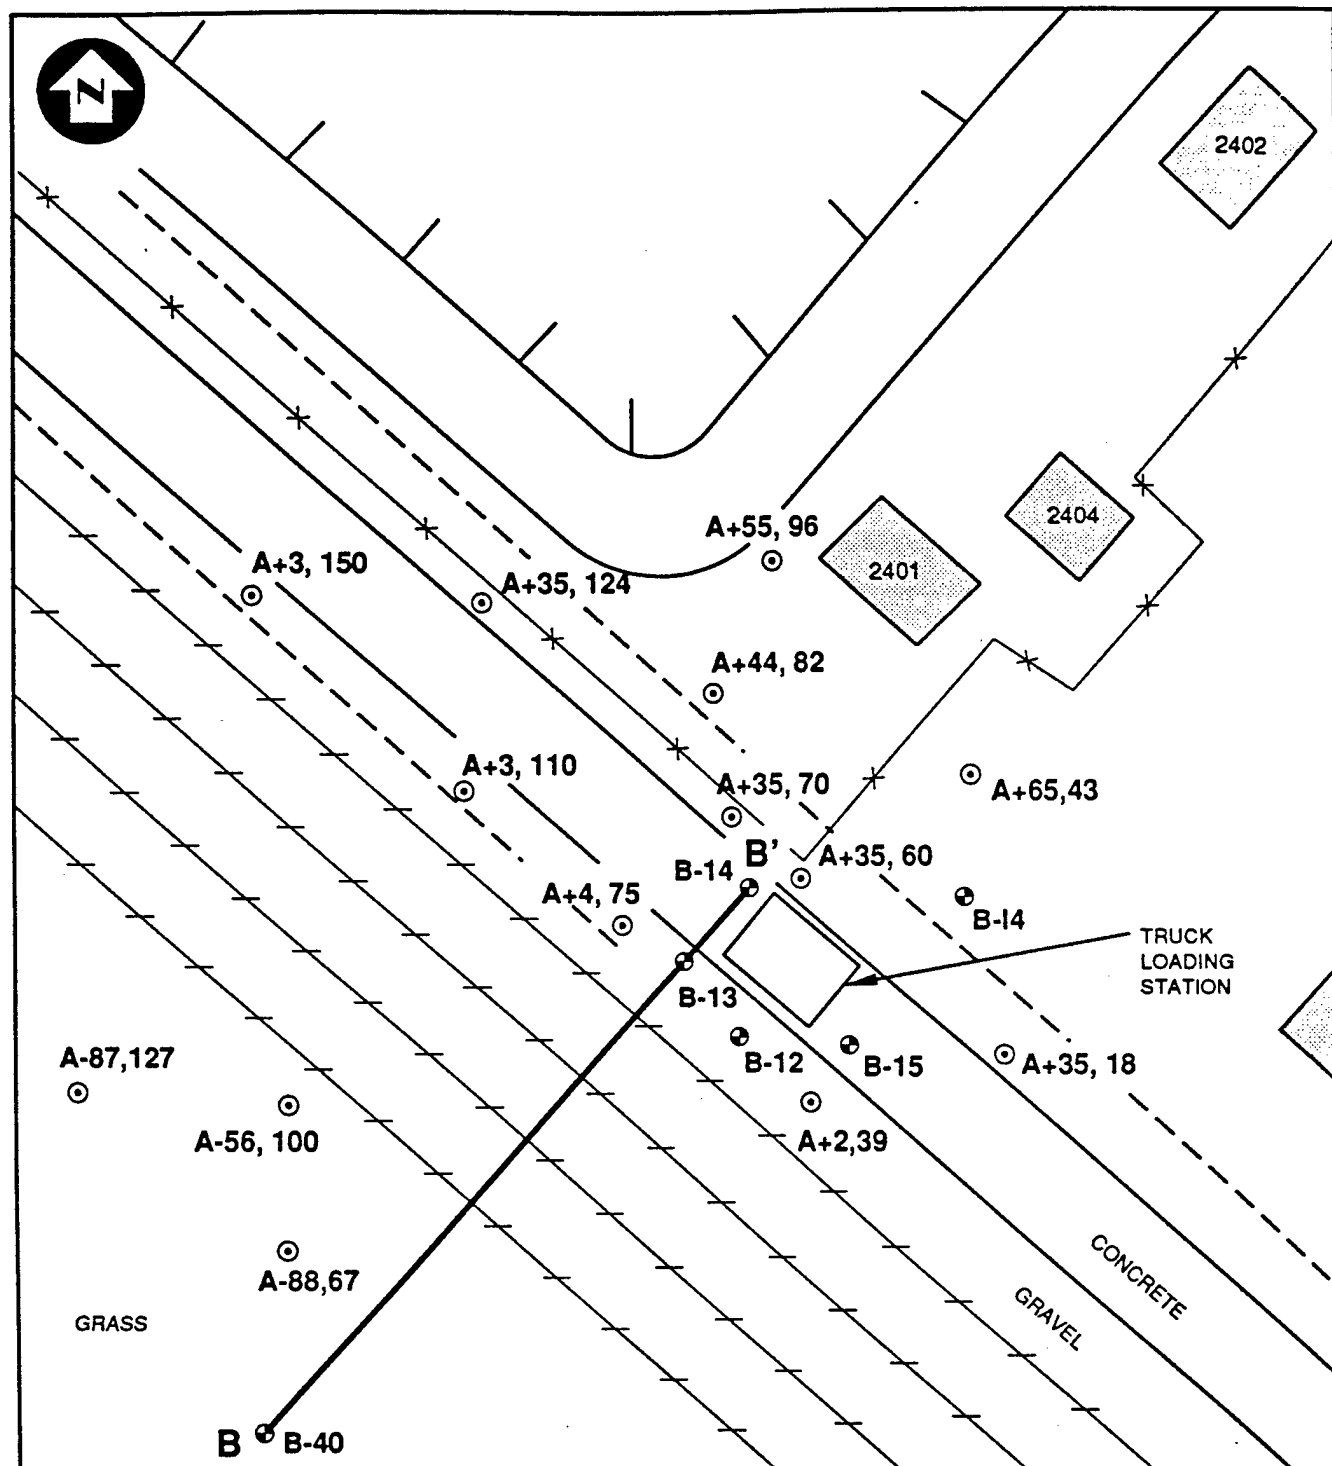 N
2402
A+55, 96
2404
2401
A+3, 150
A+35, 124
A+44, 82
A+3, 110
A+35, 70
A+65,43
B'
B-14
A+35, 60
A+4, 75
B-I4
TRUCK
LOADING
STATION
B-13
B-12
B-15
A+35, 18
A-87,127
A-56, 100
A+2,39
A-88,67
CONCRETE
GRAVEL
GRASS
B
B-40